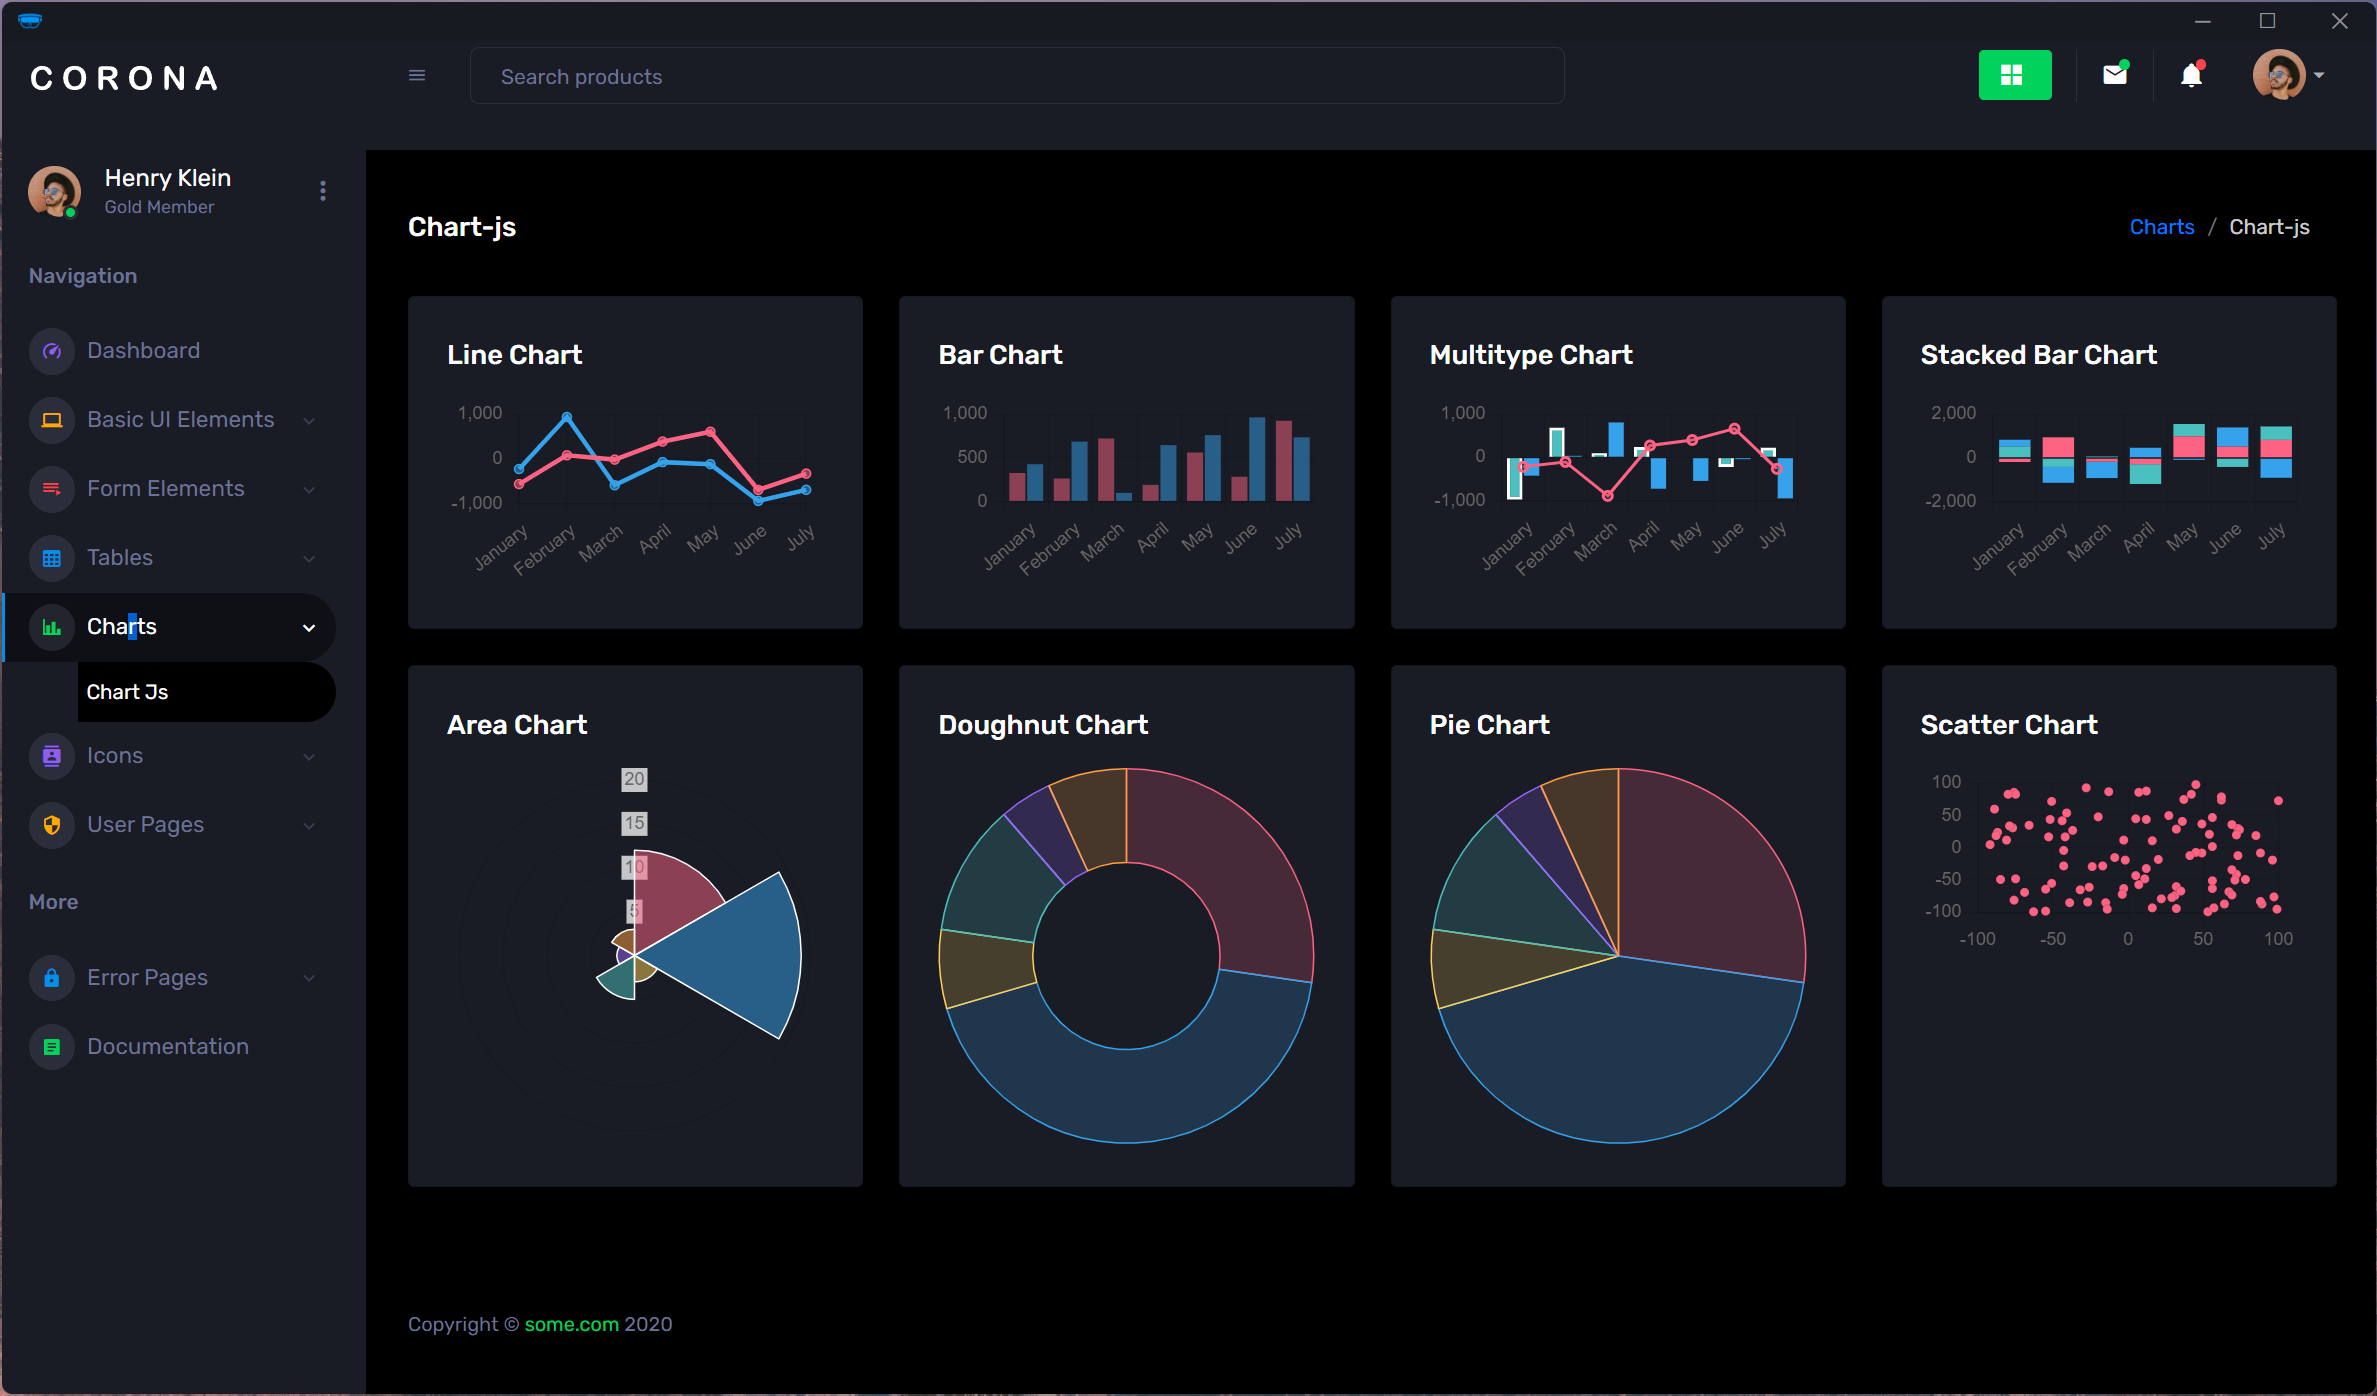 CORONA
Search products
Henry Klein
Gold Member
Navigation
Dashboard
Basic UI Elements
Form Elements
Tables
Charts
Chart Js
Icons
User Pages
More
Error Pages
Documentation
Chart-js
Charts / Chart-js
Line Chart
1,000
0
-1,000
January February March April May June July
Bar Chart
1,000
500
0
January February March April May June July
Multitype Chart
1,000
0
-1,000
January February March April May June July
Stacked Bar Chart
2,000
0
-2,000
January February March April May June July
Area Chart
20
15
10
5
Doughnut Chart
Pie Chart
Scatter Chart
100
50
0
-50
-100
-100 -50 0 50 100
Copyright © some.com 2020